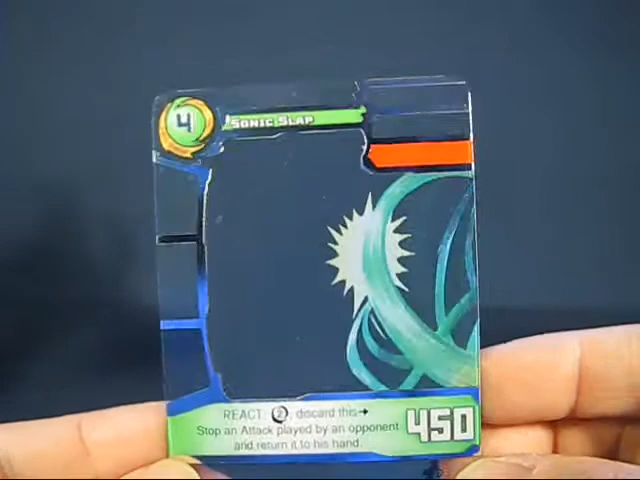 4
SONIC SLAP
REACT: 2, discard this→
Stop an Attack played by an opponent
and return it to his hand.
450